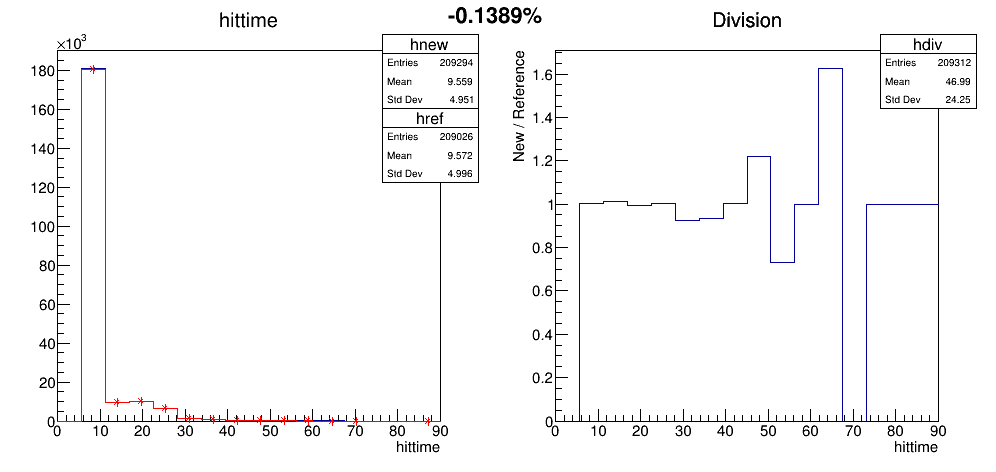 -0.1389%
hittime
×10³
180
160
140
120
100
80
60
40
20
0
0 10 20 30 40 50 60 70 80 90
hittime
hnew
Entries 209294
Mean 9.559
Std Dev 4.951
href
Entries 209026
Mean 9.572
Std Dev 4.996
Division
New / Reference
1.6
1.4
1.2
1
0.8
0.6
0.4
0.2
0
0 10 20 30 40 50 60 70 80 90
hittime
hdiv
Entries 209312
Mean 46.99
Std Dev 24.25